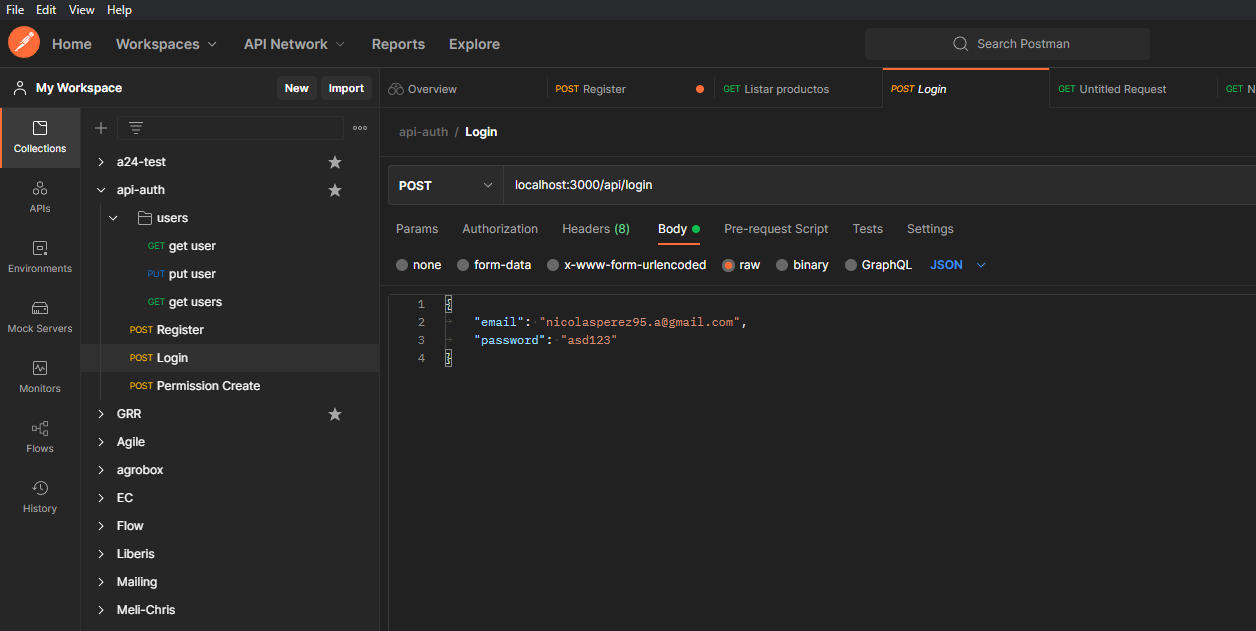 File Edit View Help
Home Workspaces API Network Reports Explore Search Postman
My Workspace New Import
Overview POST Register GET Listar productos POST Login GET Untitled Request GET N
Collections
APIs
Environments
Mock Servers
Monitors
Flows
History
a24-test
api-auth
users
GET get user
PUT put user
GET get users
POST Register
POST Login
POST Permission Create
GRR
Agile
agrobox
EC
Flow
Liberis
Mailing
Meli-Chris
api-auth / Login
POST localhost:3000/api/login
Params Authorization Headers (8) Body Pre-request Script Tests Settings
none form-data x-www-form-urlencoded raw binary GraphQL JSON
1 {
2 "email": "nicolasperez95.a@gmail.com",
3 "password": "asd123"
4 }